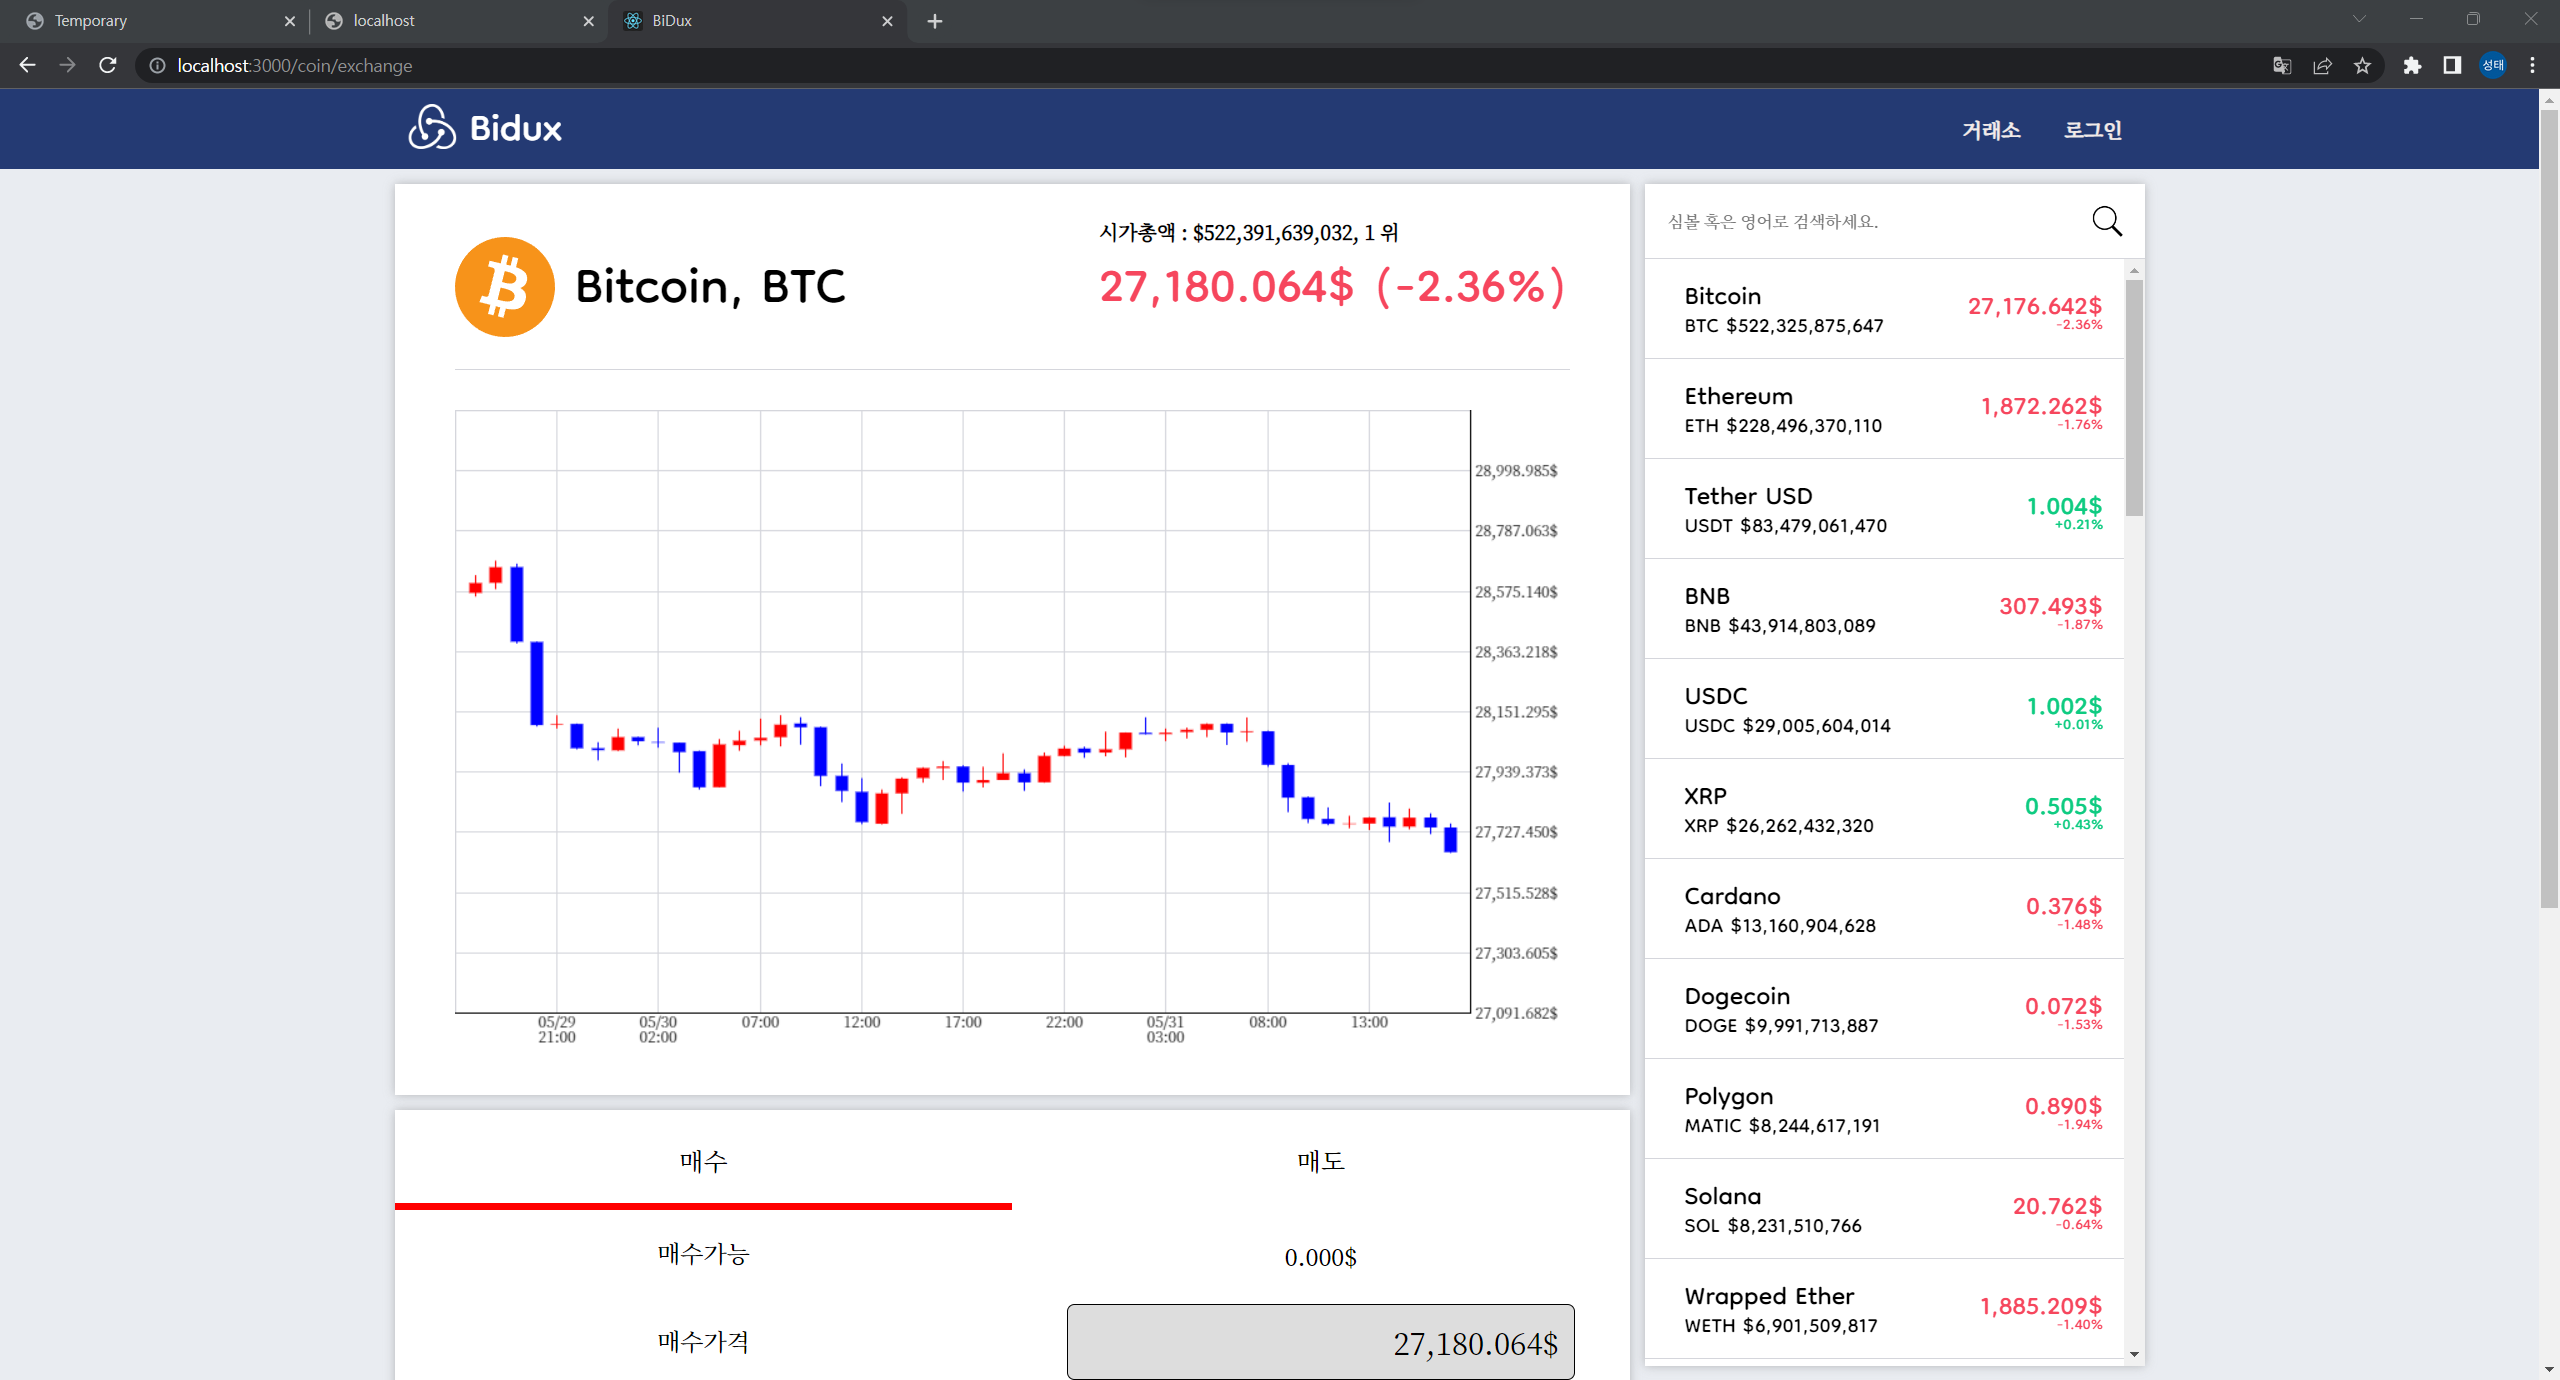 Temporary
localhost
BiDux
localhost:3000/coin/exchange
성태
Bidux
거래소
로그인
Bitcoin, BTC
시가총액 : $522,391,639,032, 1 위
27,180.064$ (-2.36%)
28,998.985$
28,787.063$
28,575.140$
28,363.218$
28,151.295$
27,939.373$
27,727.450$
27,515.528$
27,303.605$
27,091.682$
05/29 21:00
05/30 02:00
07:00
12:00
17:00
22:00
05/31 03:00
08:00
13:00
매수
매도
매수가능
0.000$
매수가격
27,180.064$
심볼 혹은 영어로 검색하세요.
Bitcoin
27,176.642$
BTC $522,325,875,647
-2.36%
Ethereum
1,872.262$
ETH $228,496,370,110
-1.76%
Tether USD
1.004$
USDT $83,479,061,470
+0.21%
BNB
307.493$
BNB $43,914,803,089
-1.87%
USDC
1.002$
USDC $29,005,604,014
+0.01%
XRP
0.505$
XRP $26,262,432,320
+0.43%
Cardano
0.376$
ADA $13,160,904,628
-1.48%
Dogecoin
0.072$
DOGE $9,991,713,887
-1.53%
Polygon
0.890$
MATIC $8,244,617,191
-1.94%
Solana
20.762$
SOL $8,231,510,766
-0.64%
Wrapped Ether
1,885.209$
WETH $6,901,509,817
-1.40%